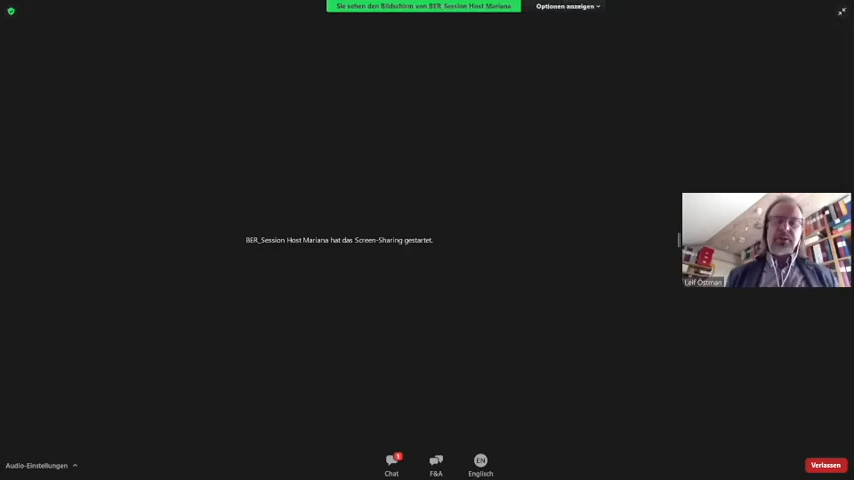 Sie sehen den Bildschirm von BER_Session Host Mariana
Optionen anzeigen
BER_Session Host Mariana hat das Screen-Sharing gestartet.
Leif Östman
Audio-Einstellungen
1
Chat
F&A
EN
Englisch
Verlassen